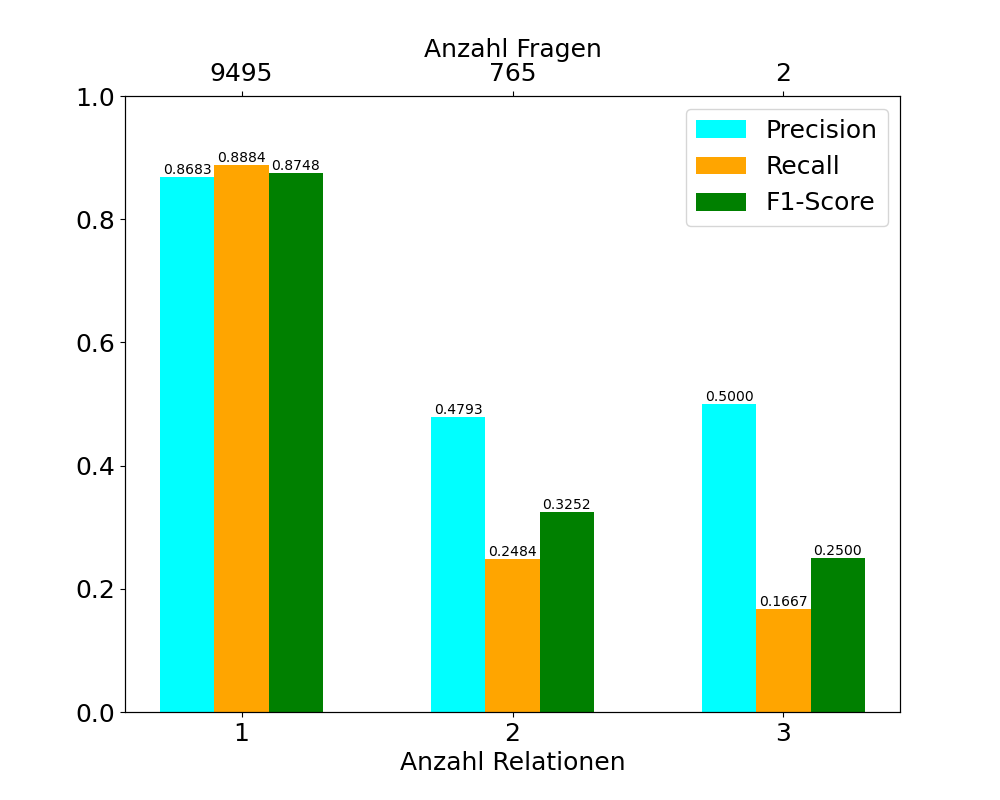 Anzahl Fragen
9495 765 2
1.0
Precision
Recall
F1-Score
0.8683 0.8884 0.8748
0.8
0.6
0.4793 0.5000
0.4
0.3252
0.2484 0.2500
0.2
0.1667
0.0
1 2 3
Anzahl Relationen